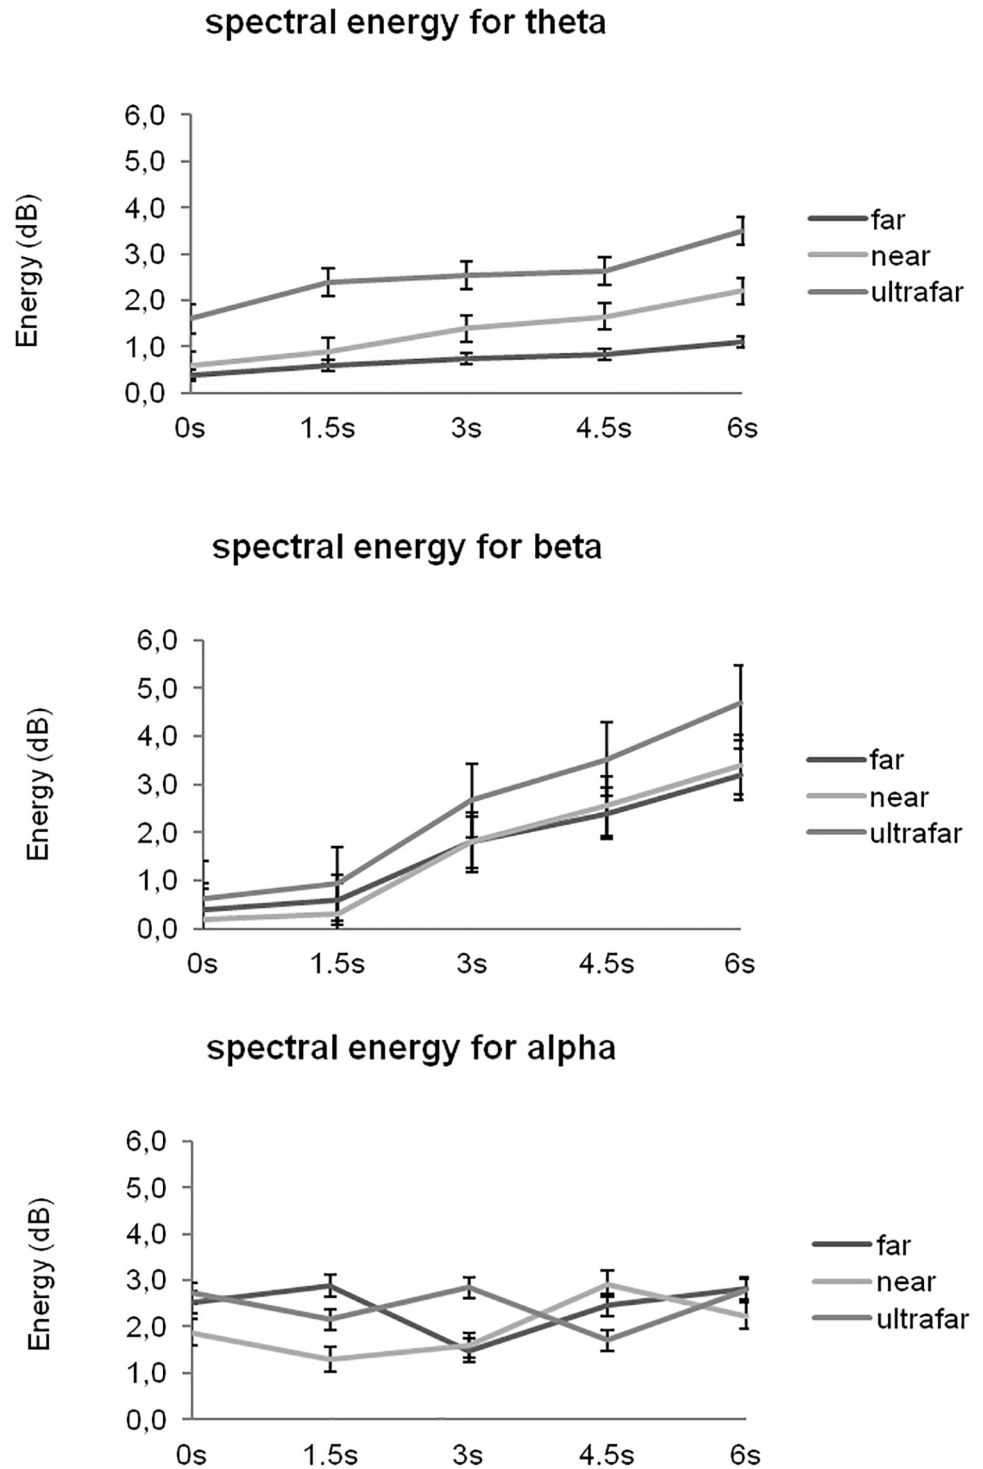 spectral energy for theta
Energy (dB)
6,0
5,0
4,0
3,0
2,0
1,0
0,0
0s 1.5s 3s 4.5s 6s
far
near
ultrafar
spectral energy for beta
Energy (dB)
6,0
5,0
4,0
3,0
2,0
1,0
0,0
0s 1.5s 3s 4.5s 6s
far
near
ultrafar
spectral energy for alpha
Energy (dB)
6,0
5,0
4,0
3,0
2,0
1,0
0,0
0s 1.5s 3s 4.5s 6s
far
near
ultrafar